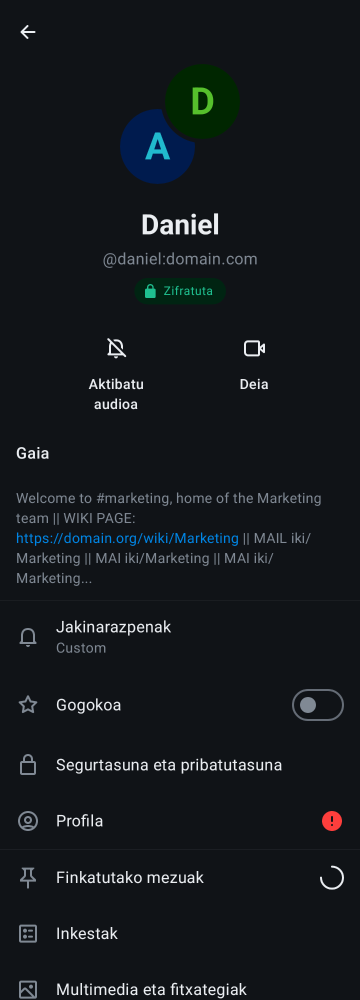 D
A
Daniel
@daniel:domain.com
Zifratuta
Aktibatu
audioa
Deia
Gaia
Welcome to #marketing, home of the Marketing
team || WIKI PAGE:
https://domain.org/wiki/Marketing || MAIL iki/
Marketing || MAI iki/Marketing || MAI iki/
Marketing...
Jakinarazpenak
Custom
Gogokoa
Segurtasuna eta pribatutasuna
Profila
Finkatutako mezuak
Inkestak
Multimedia eta fitxategiak